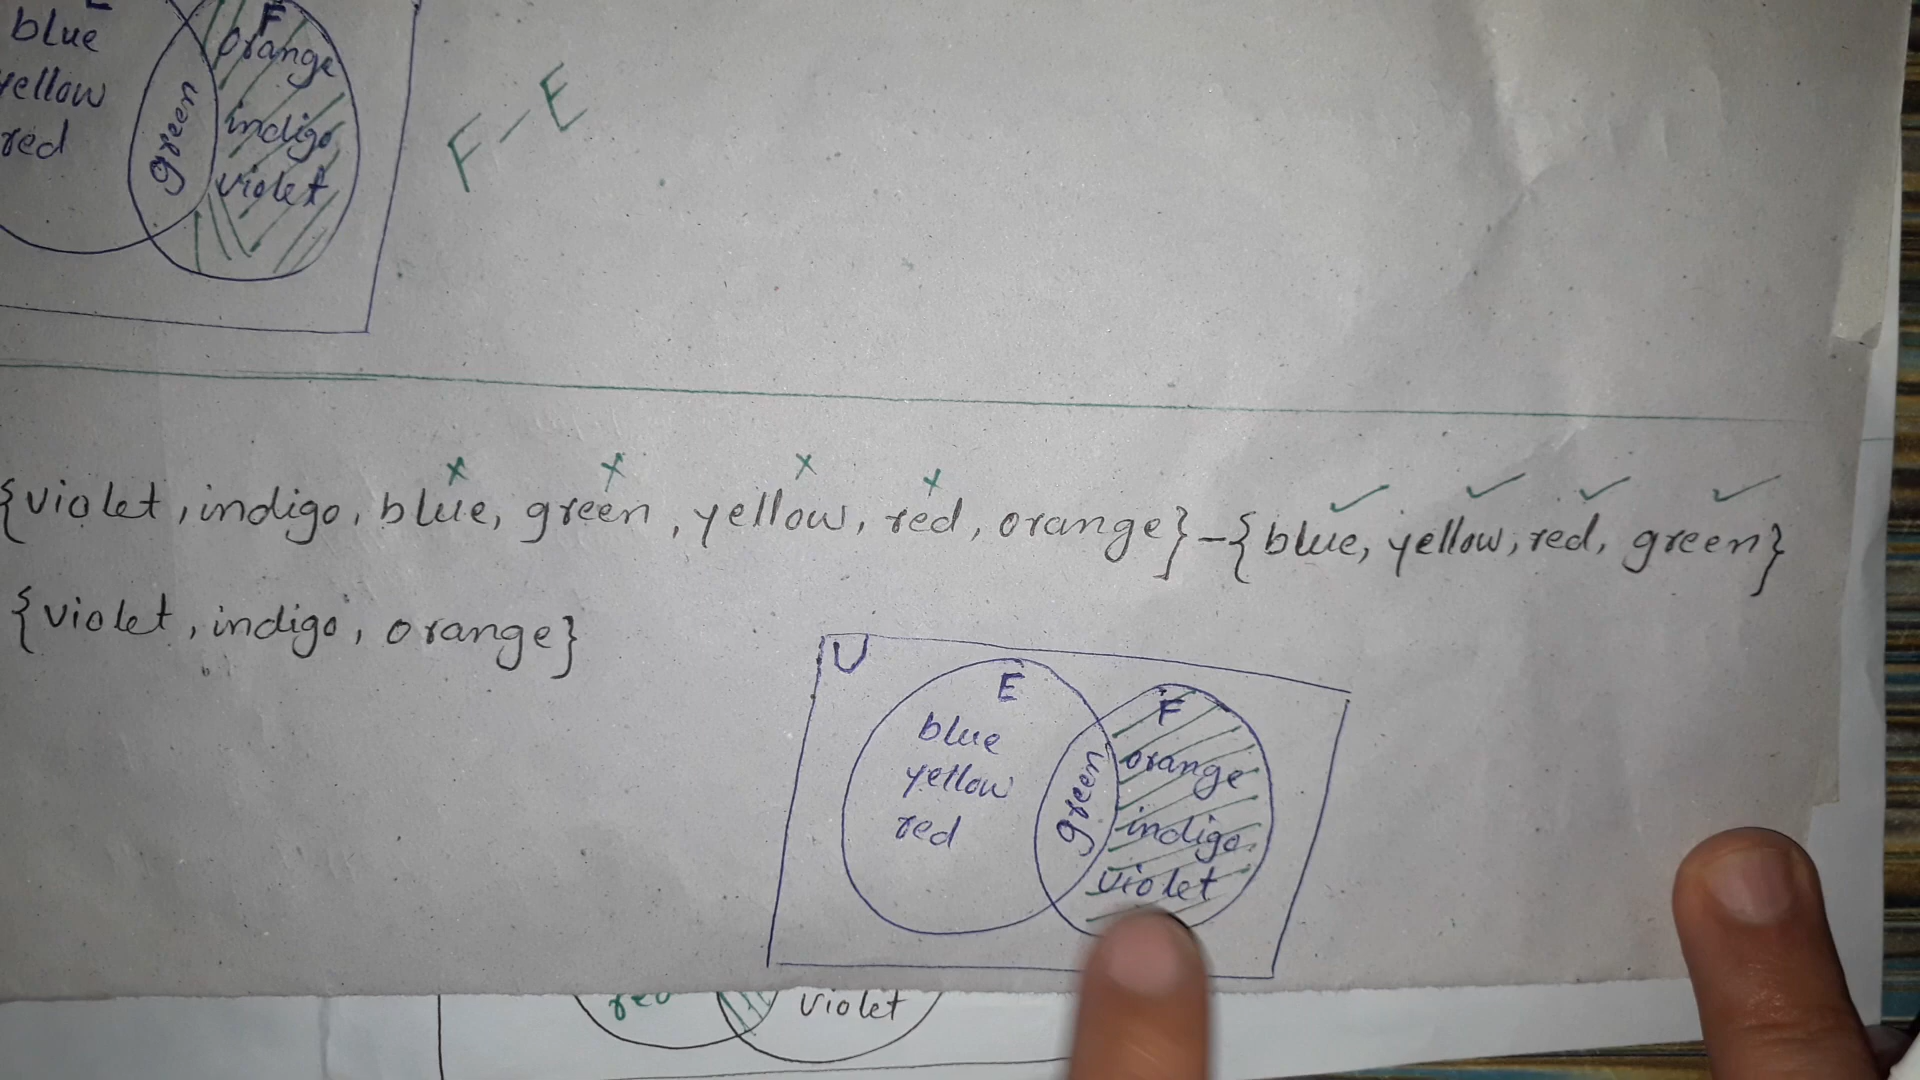 blue
yellow
red
green
F
orange
indigo
violet
F-E
{violet, indigo, blue, green, yellow, red, orange} - {blue, yellow, red, green}
{violet, indigo, orange}
U
E
blue
yellow
red
green
F
orange
indigo
violet
red
violet